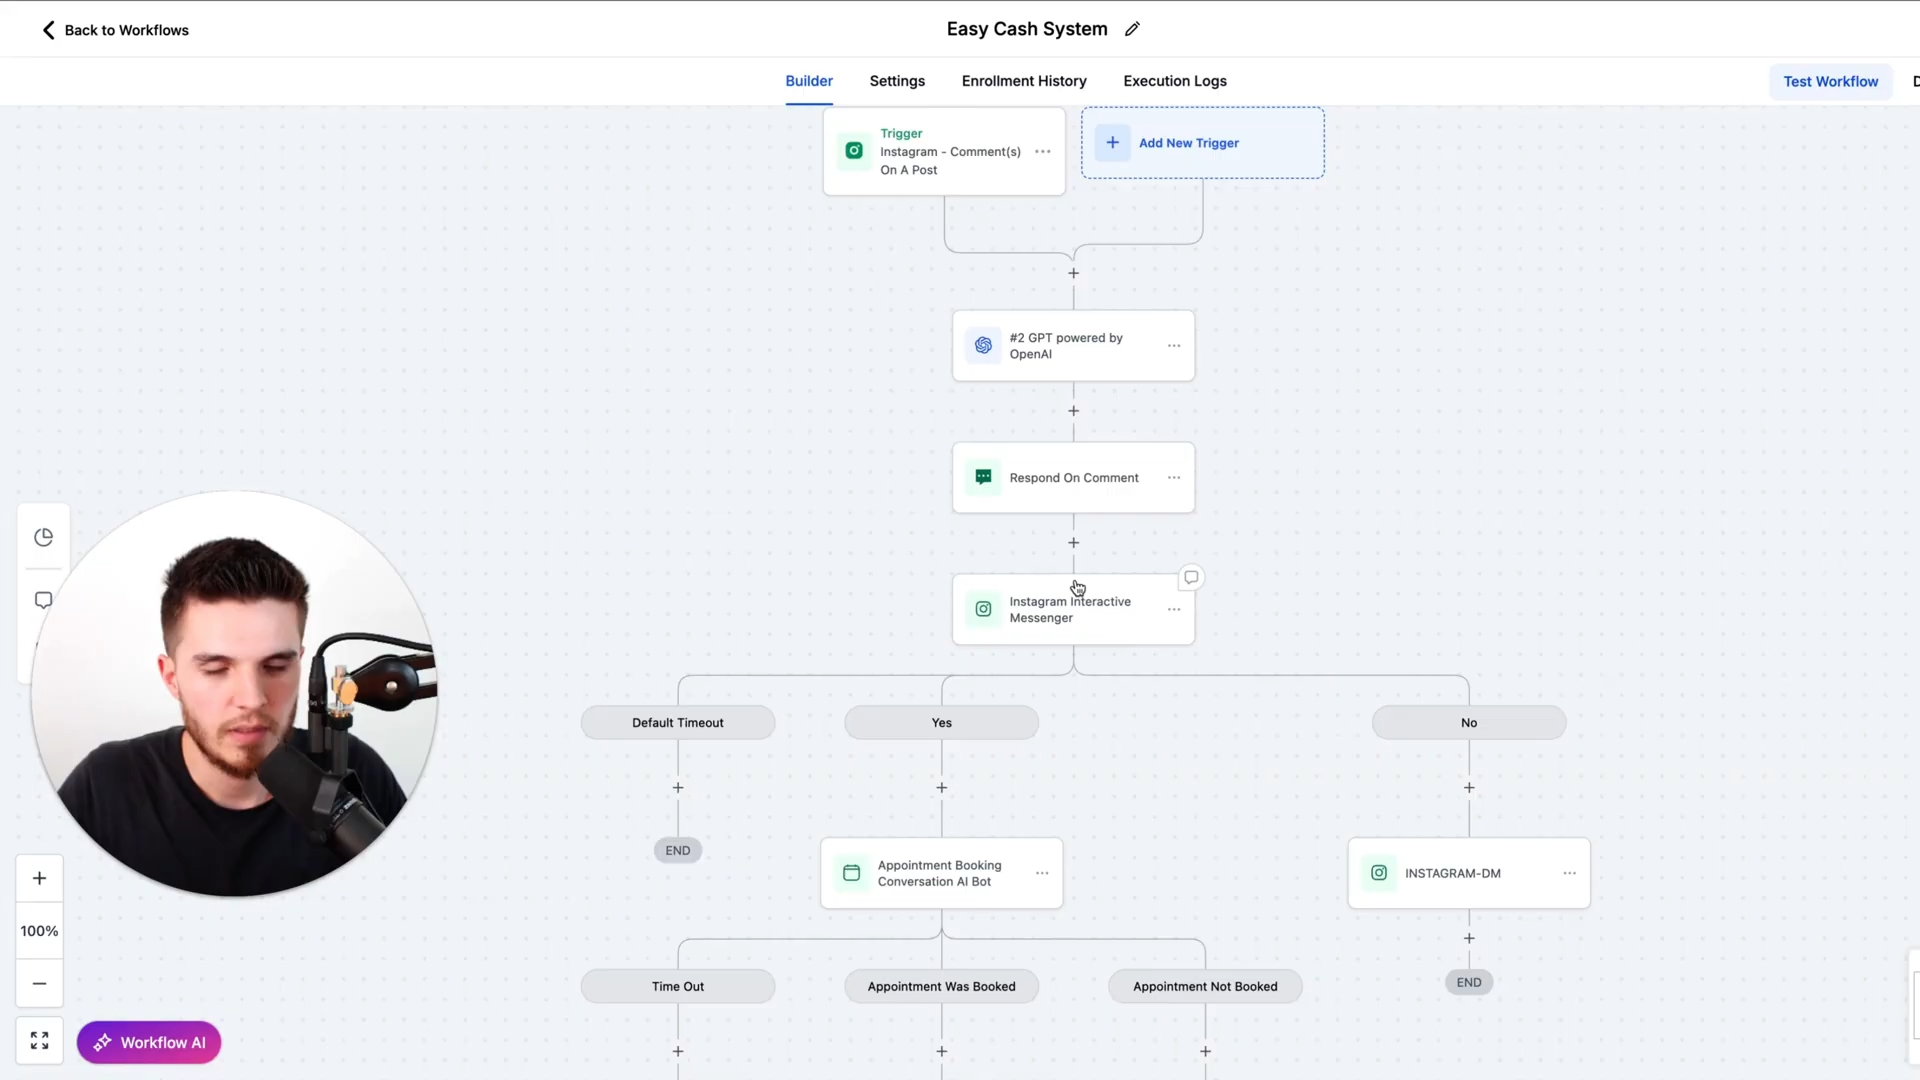 Back to Workflows
Easy Cash System
Builder
Settings
Enrollment History
Execution Logs
Test Workflow
Trigger
Instagram - Comment(s)
On A Post
Add New Trigger
#2 GPT powered by
OpenAI
Respond On Comment
Instagram Interactive
Messenger
Default Timeout
Yes
No
END
Appointment Booking
Conversation AI Bot
INSTAGRAM-DM
Time Out
Appointment Was Booked
Appointment Not Booked
END
100%
Workflow AI